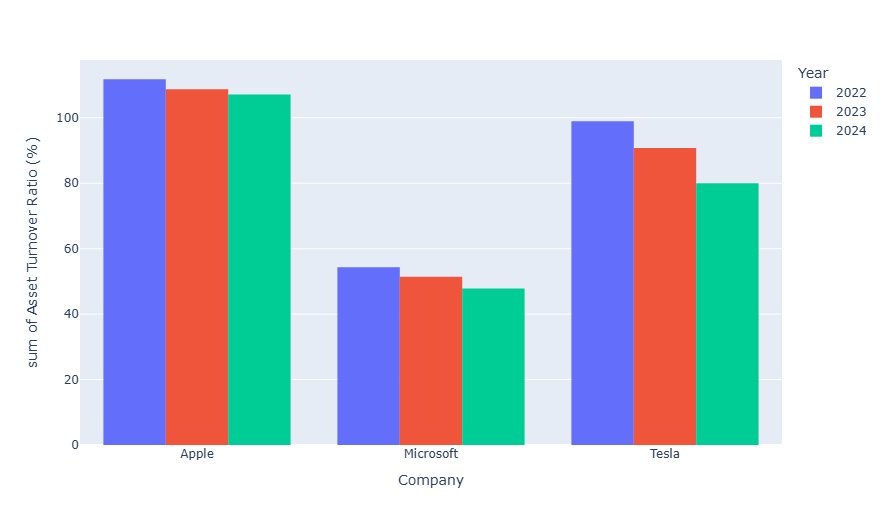 Year
2022
2023
2024
sum of Asset Turnover Ratio (%)
100
80
60
40
20
0
Apple
Microsoft
Tesla
Company